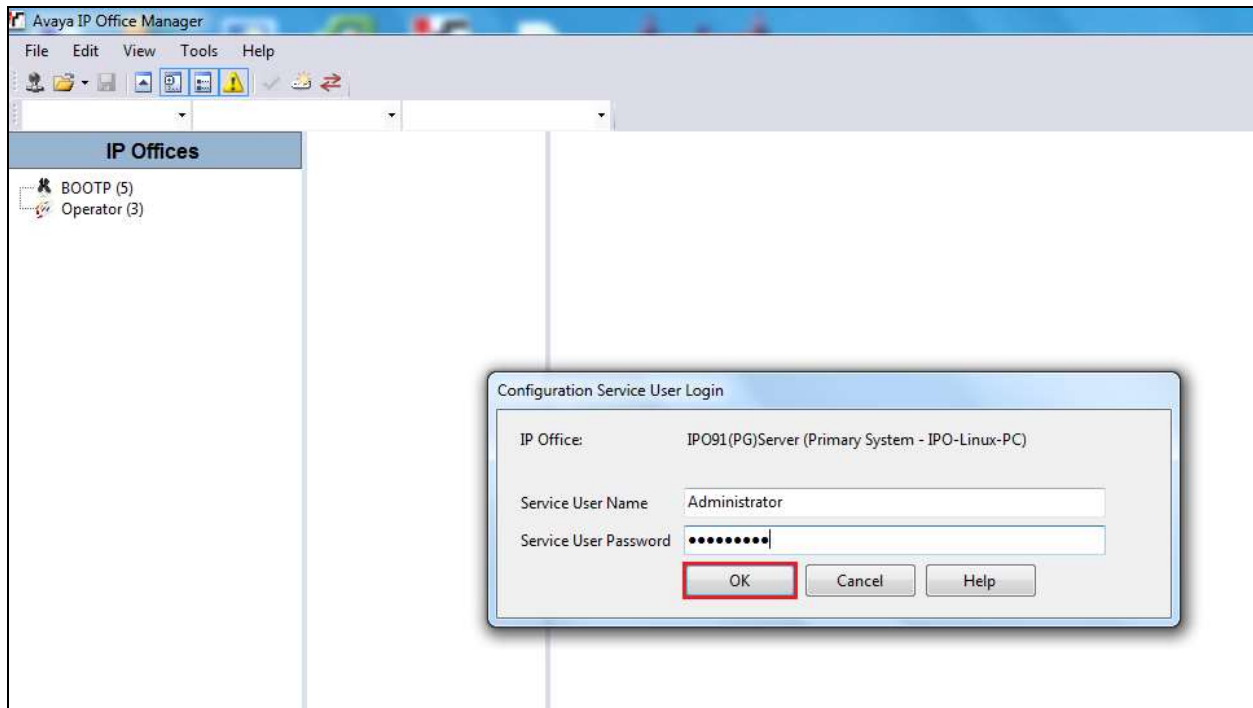 Avaya IP Office Manager
File Edit View Tools Help
IP Offices
BOOTP (5)
Operator (3)
Configuration Service User Login
IP Office: IPO91(PG)Server (Primary System - IPO-Linux-PC)
Service User Name Administrator
Service User Password ●●●●●●●●●
OK Cancel Help